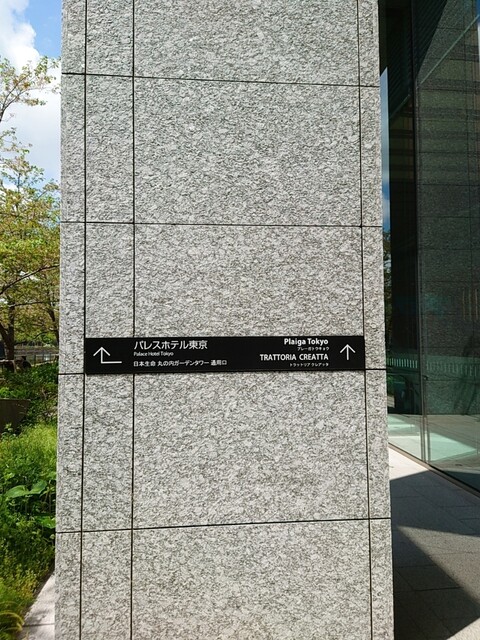 パレスホテル東京
Palace Hotel Tokyo
日本生命 丸の内ガーデンタワー 通用口
Plaiga Tokyo
プレーガトウキョウ
TRATTORIA CREATTA
トラットリア クレアッタ